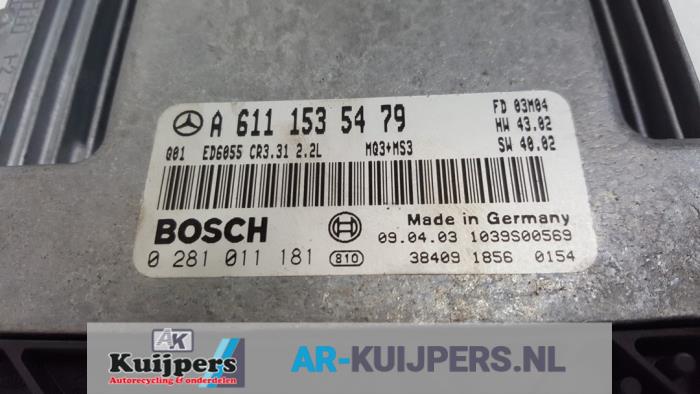 A 611 153 54 79
FD 03M04
HW 43.02
SW 40.02
Q01 ED6055 CR3.31 2.2L MQ3+MS3
BOSCH
Made in Germany
09.04.03 1039S00569
0 281 011 181 810
38409 1856 0154
AK
Kuijpers
Autorecycling & onderdelen
AR-KUIJPERS.NL